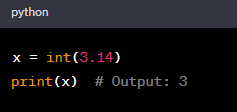 python
x = int(3.14)
print(x)  # Output: 3